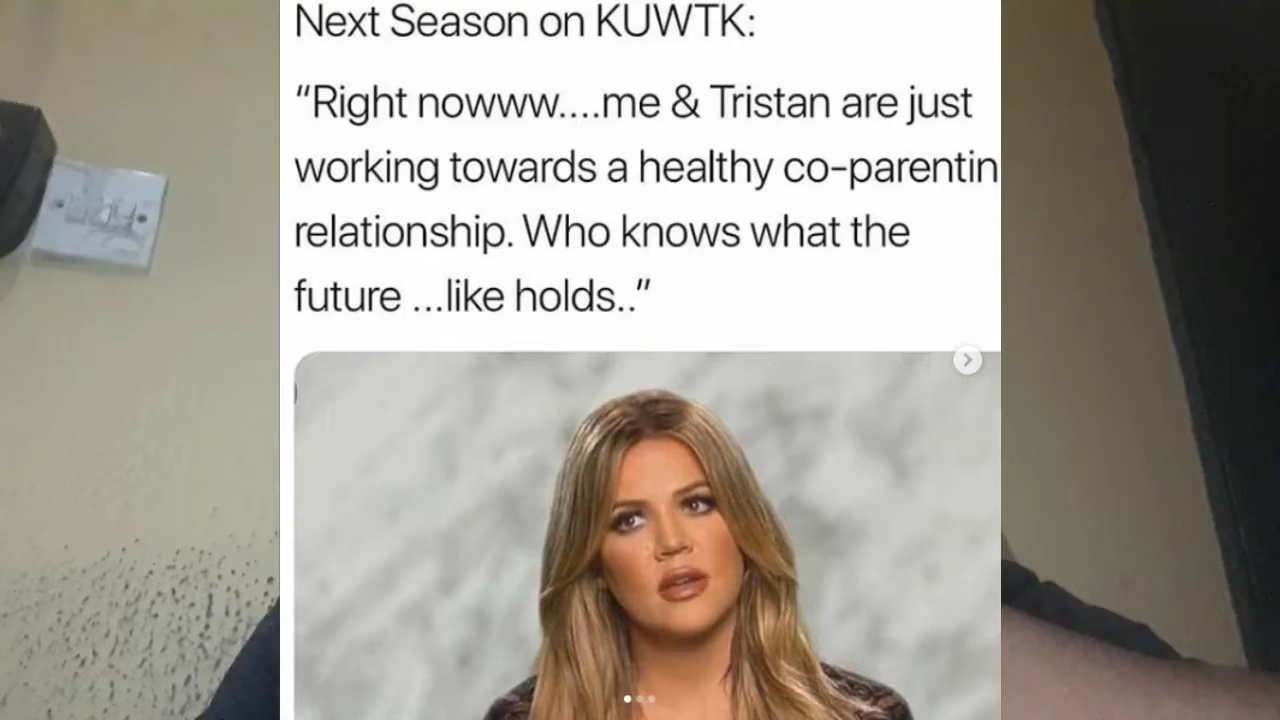 Next Season on KUWTK:
“Right nowww....me & Tristan are just
working towards a healthy co-parentin
relationship. Who knows what the
future ...like holds..”